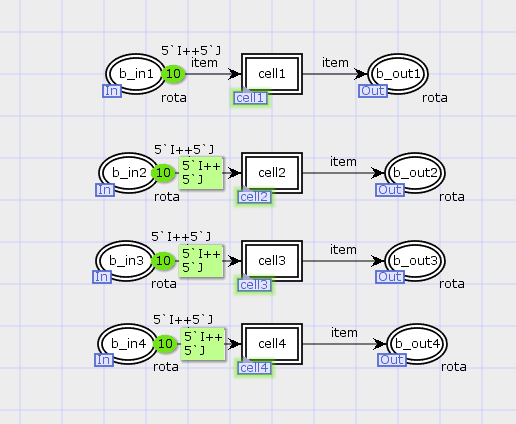 5`I++5`J
item
item
b_in1
10
cell1
b_out1
In
cell1
Out
rota
rota
5`I++5`J
item
b_in2
10
5`I++
5`J
cell2
b_out2
In
cell2
Out
rota
rota
5`I++5`J
item
b_in3
10
5`I++
5`J
cell3
b_out3
In
cell3
Out
rota
rota
5`I++5`J
item
b_in4
10
5`I++
5`J
cell4
b_out4
In
cell4
Out
rota
rota